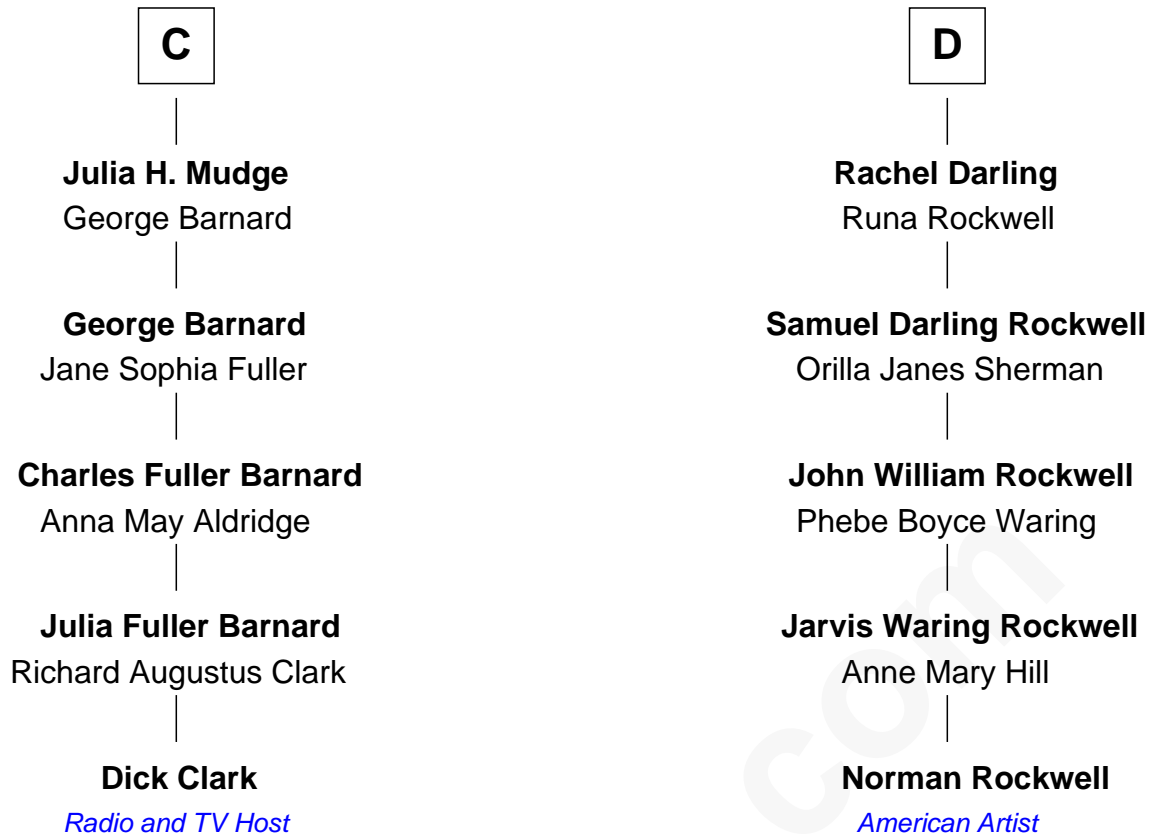 C
D
Julia H. Mudge
George Barnard
Rachel Darling
Runa Rockwell
George Barnard
Jane Sophia Fuller
Samuel Darling Rockwell
Orilla Janes Sherman
Charles Fuller Barnard
Anna May Aldridge
John William Rockwell
Phebe Boyce Waring
Julia Fuller Barnard
Richard Augustus Clark
Jarvis Waring Rockwell
Anne Mary Hill
Dick Clark
Radio and TV Host
Norman Rockwell
American Artist
com